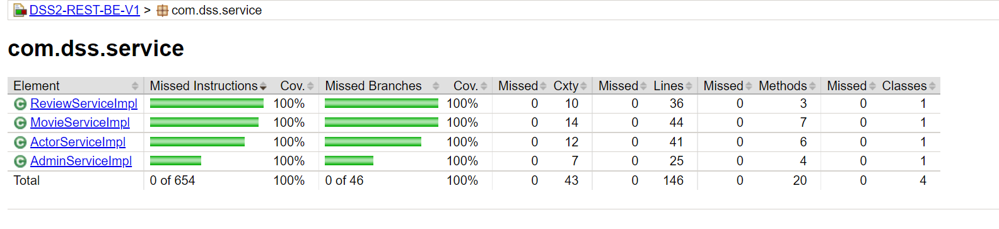 DSS2-REST-BE-V1 > com.dss.service
com.dss.service
Element Missed Instructions Cov. Missed Branches Cov. Missed Cxty Missed Lines Missed Methods Missed Classes
C ReviewServiceImpl 100% 100% 0 10 0 36 0 3 0 1
C MovieServiceImpl 100% 100% 0 14 0 44 0 7 0 1
C ActorServiceImpl 100% 100% 0 12 0 41 0 6 0 1
C AdminServiceImpl 100% 100% 0 7 0 25 0 4 0 1
Total 0 of 654 100% 0 of 46 100% 0 43 0 146 0 20 0 4